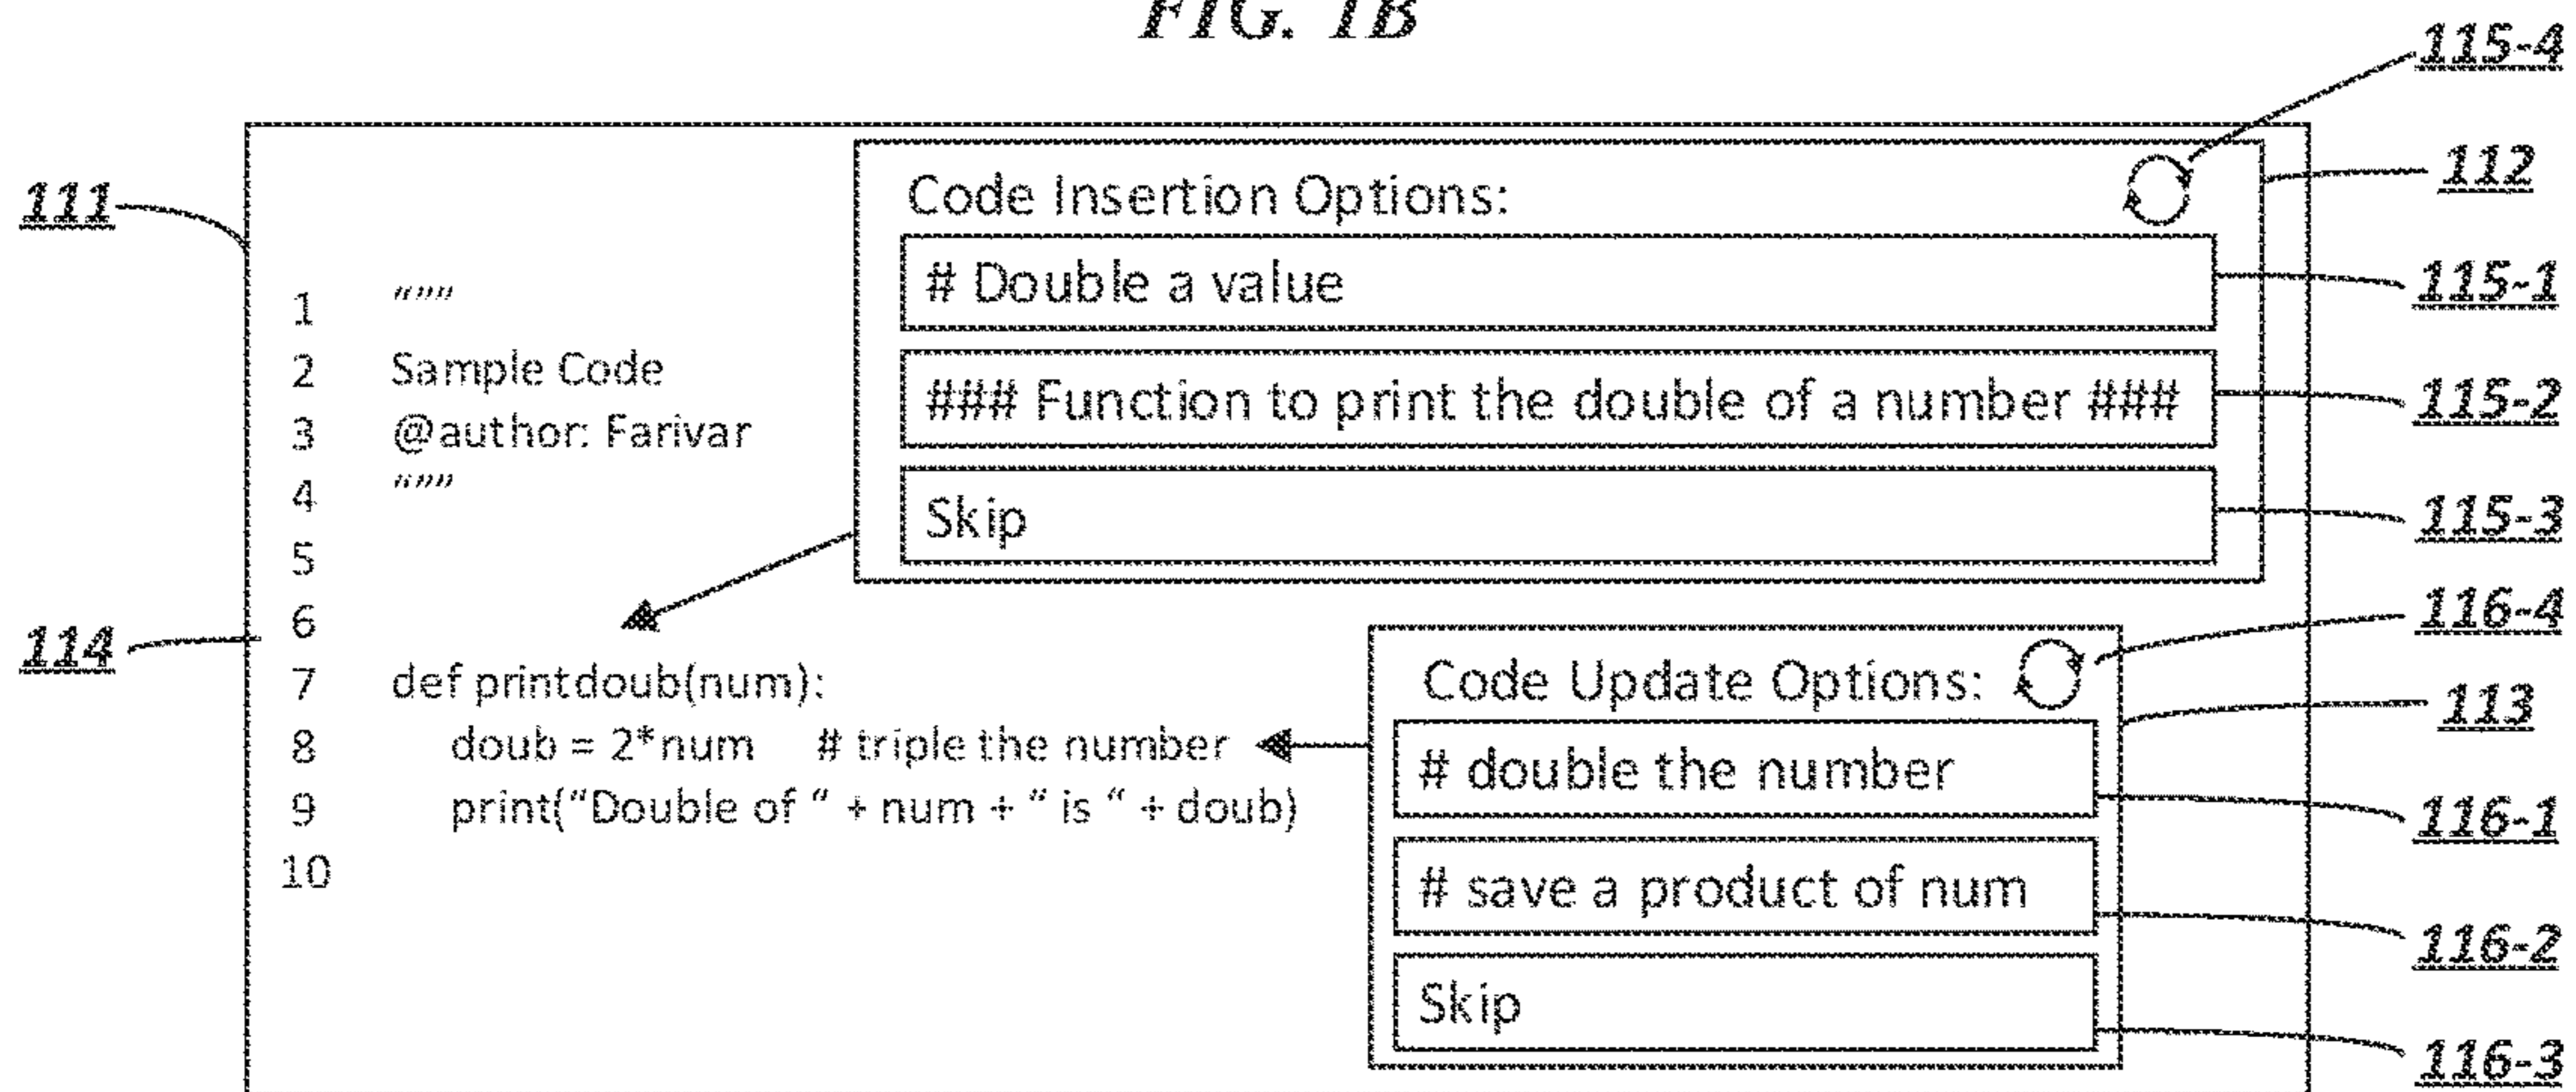 FIG. 1B
115-4
112
111
Code Insertion Options:
# Double a value
115-1
1 “””
2 Sample Code
### Function to print the double of a number ###
115-2
3 @author: Farivar
4 “””
Skip
115-3
5
6
116-4
114
Code Update Options:
113
7 def printdoub(num):
8 doub = 2*num # triple the number
# double the number
116-1
9 print(“Double of “ + num + “ is “ + doub)
10
# save a product of num
116-2
Skip
116-3